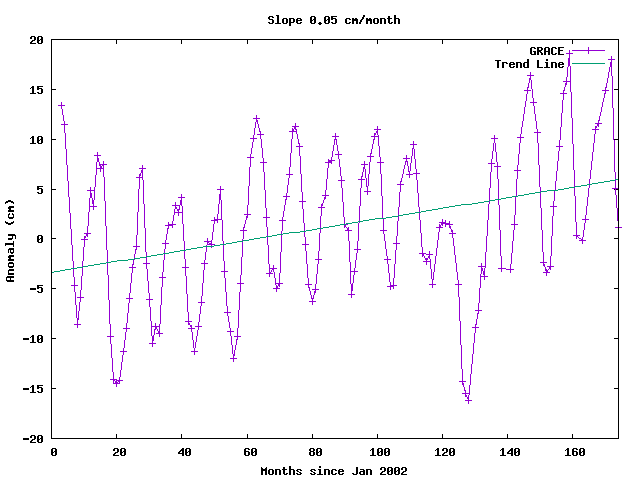 Slope 0.05 cm/month
20
GRACE
Trend Line
15
10
5
0
-5
-10
-15
-20
Anomaly (cm)
0 20 40 60 80 100 120 140 160
Months since Jan 2002